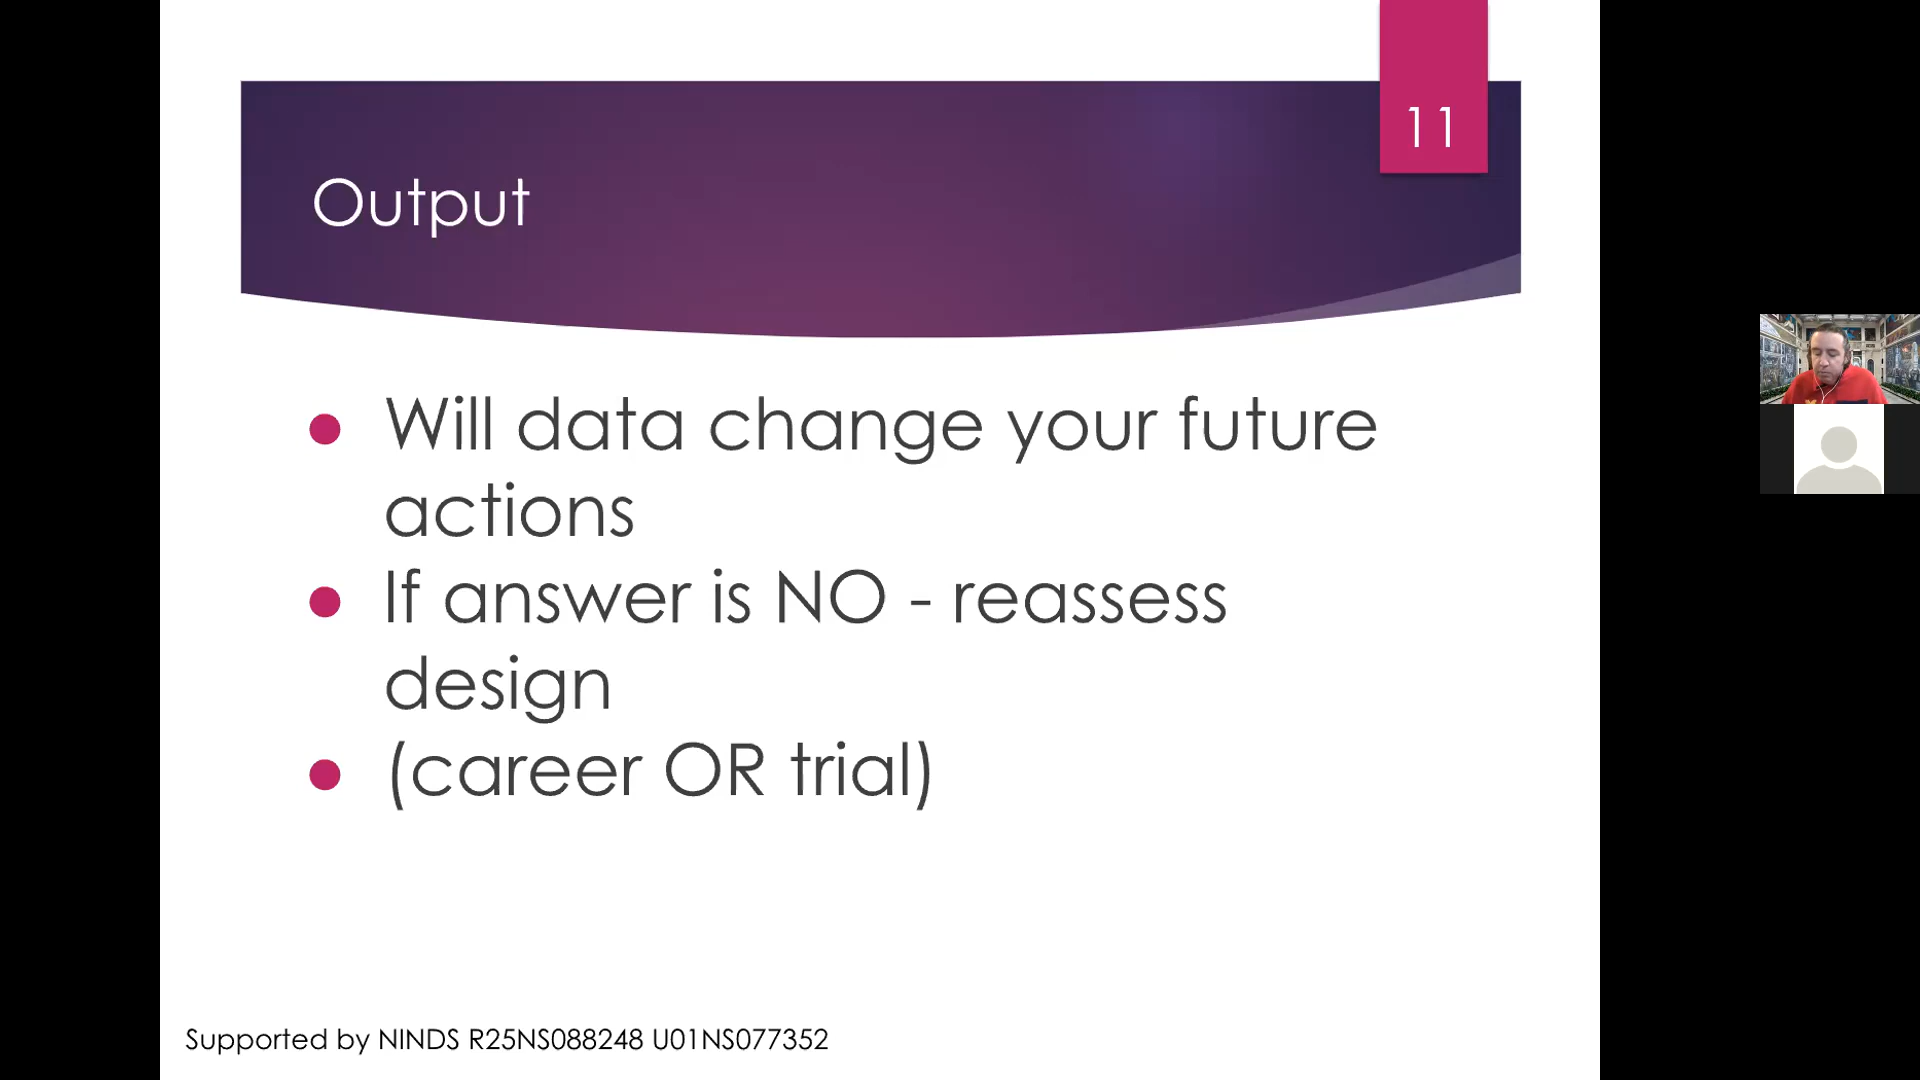 11
Output
● Will data change your future
actions
● If answer is NO - reassess
design
● (career OR trial)
Supported by NINDS R25NS088248 U01NS077352